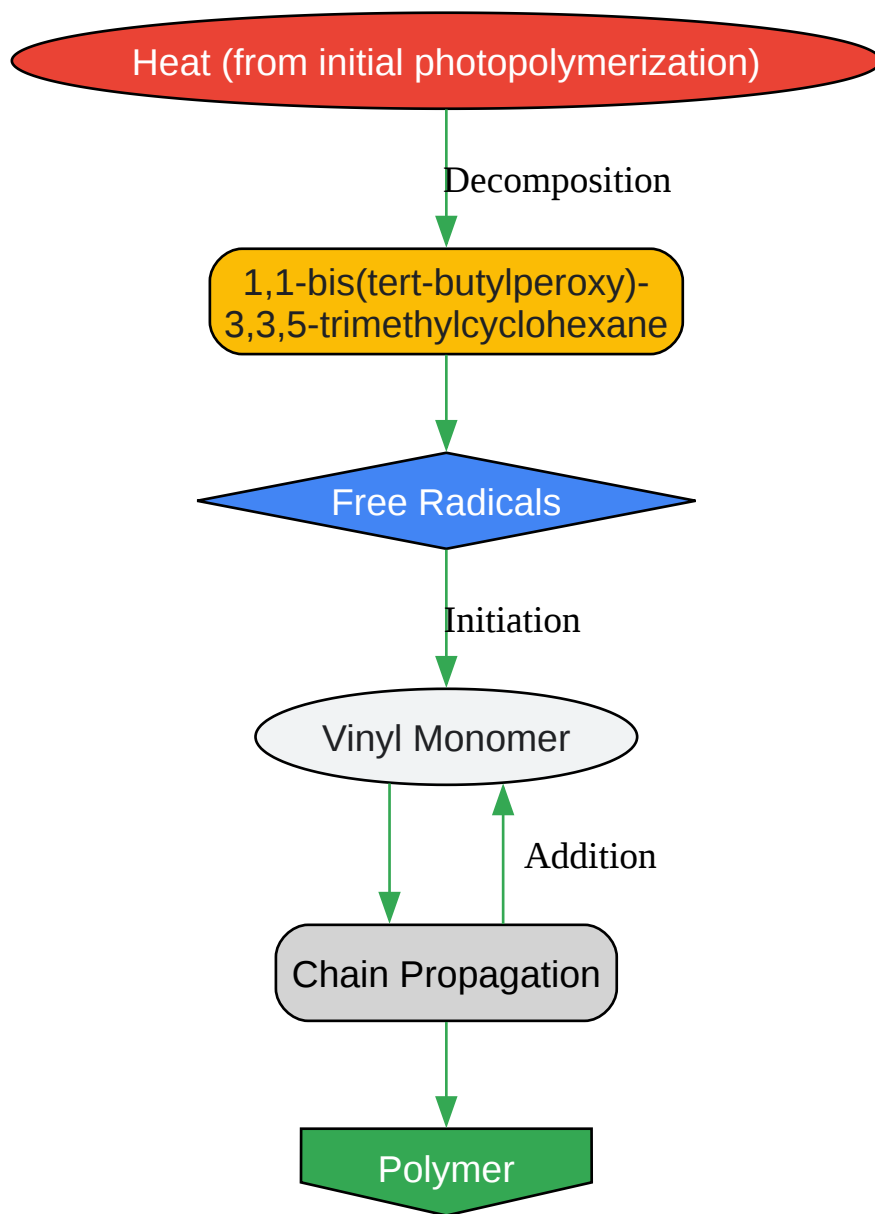 Heat (from initial photopolymerization)
Decomposition
1,1-bis(tert-butylperoxy)-
3,3,5-trimethylcyclohexane
Free Radicals
Initiation
Vinyl Monomer
Addition
Chain Propagation
Polymer